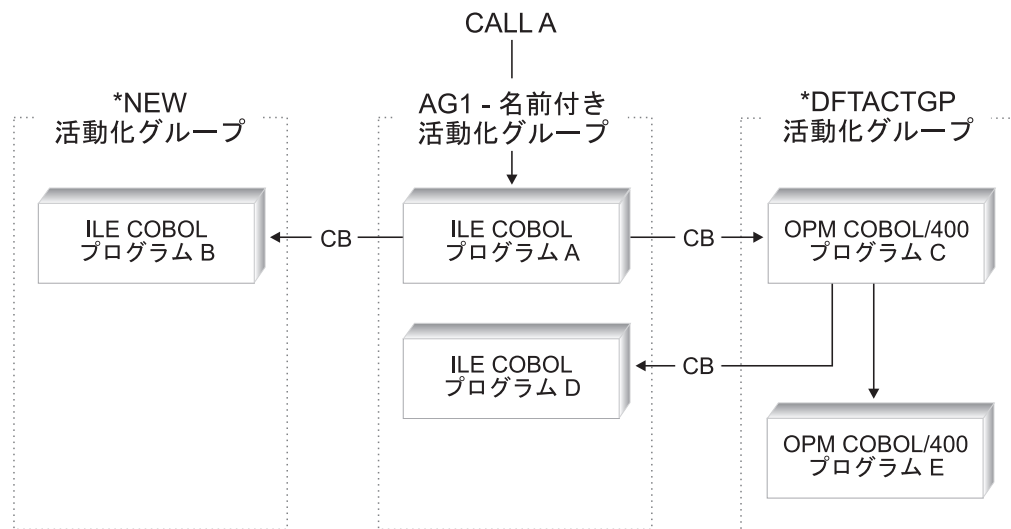 CALL A
*NEW
活動化グループ
AG1 - 名前付き
活動化グループ
*DFTACTGP
活動化グループ
ILE COBOL
プログラム B
CB
ILE COBOL
プログラム A
CB
OPM COBOL/400
プログラム C
ILE COBOL
プログラム D
CB
OPM COBOL/400
プログラム E